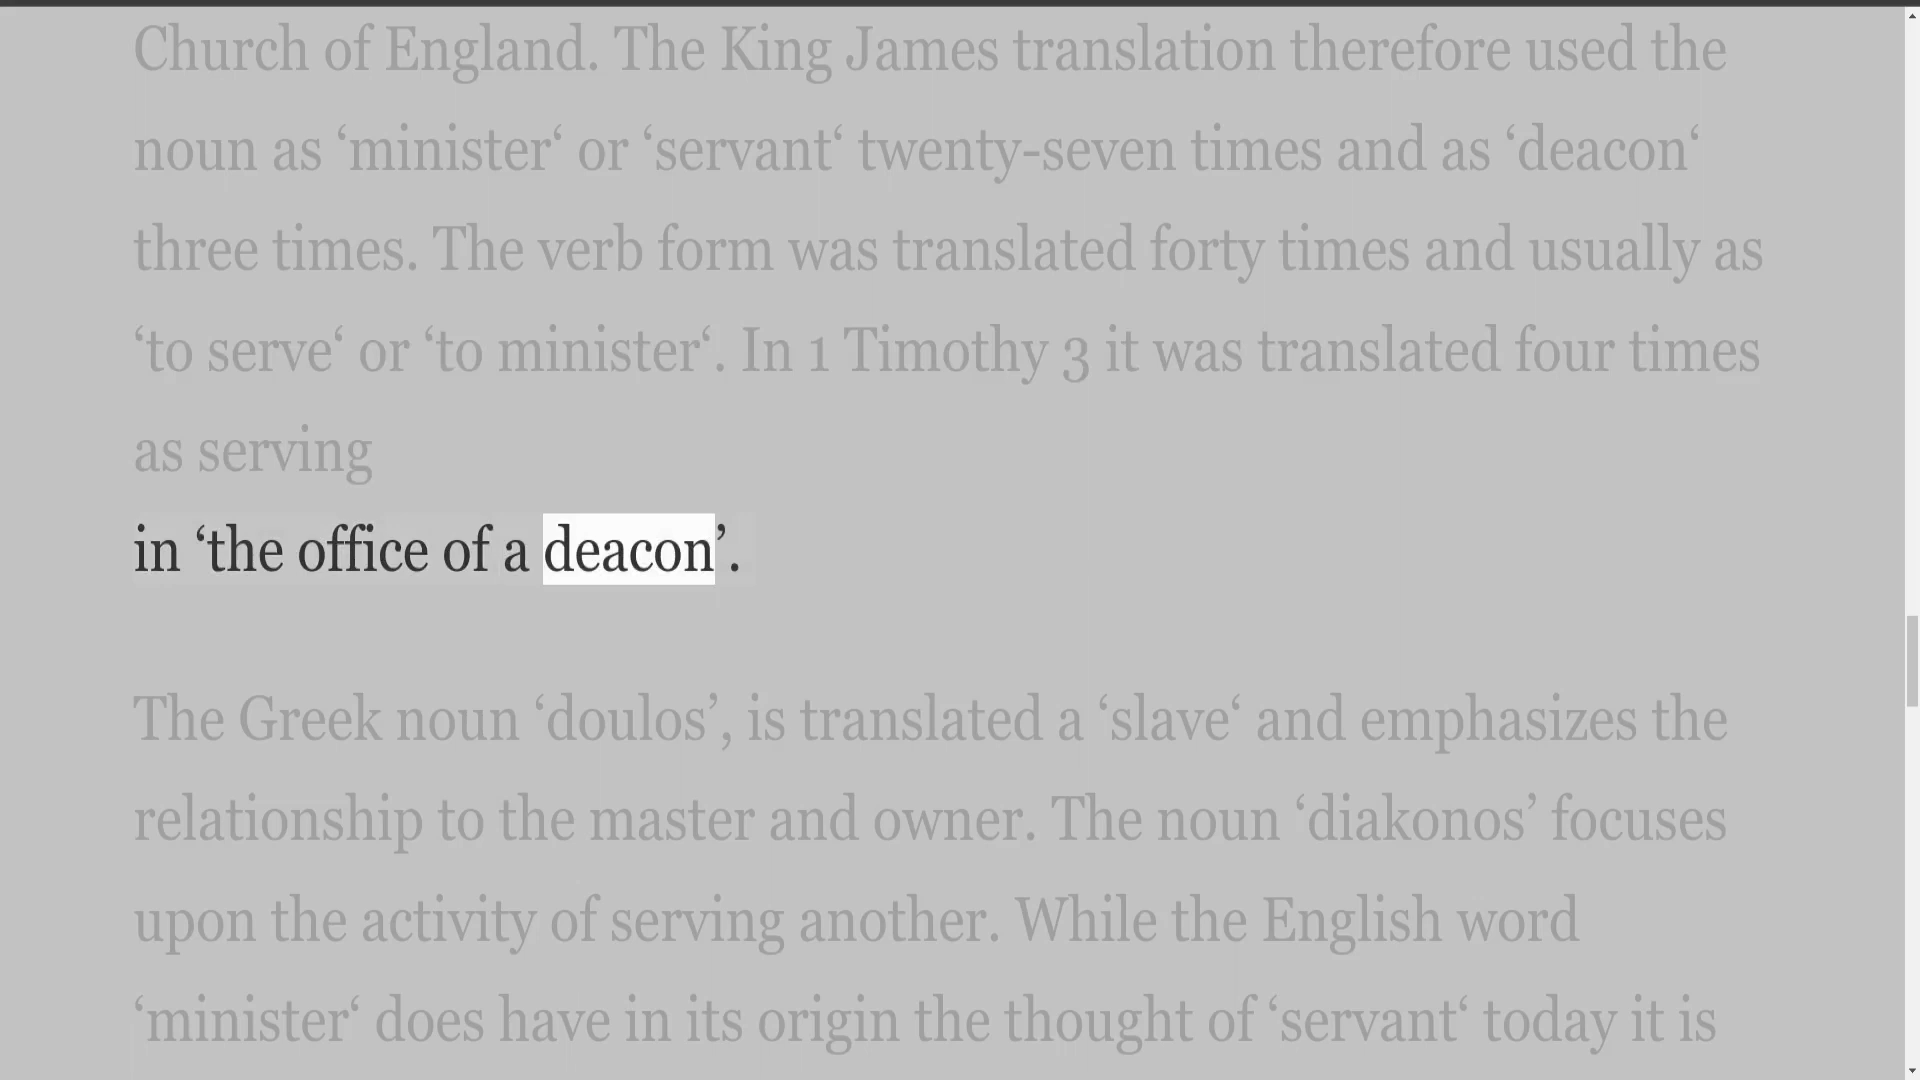 Church of England. The King James translation therefore used the
noun as ‘minister‘ or ‘servant‘ twenty-seven times and as ‘deacon‘
three times. The verb form was translated forty times and usually as
‘to serve‘ or ‘to minister‘. In 1 Timothy 3 it was translated four times
as serving
in ‘the office of a deacon’.
The Greek noun ‘doulos’, is translated a ‘slave‘ and emphasizes the
relationship to the master and owner. The noun ‘diakonos’ focuses
upon the activity of serving another. While the English word
‘minister‘ does have in its origin the thought of ‘servant‘ today it is